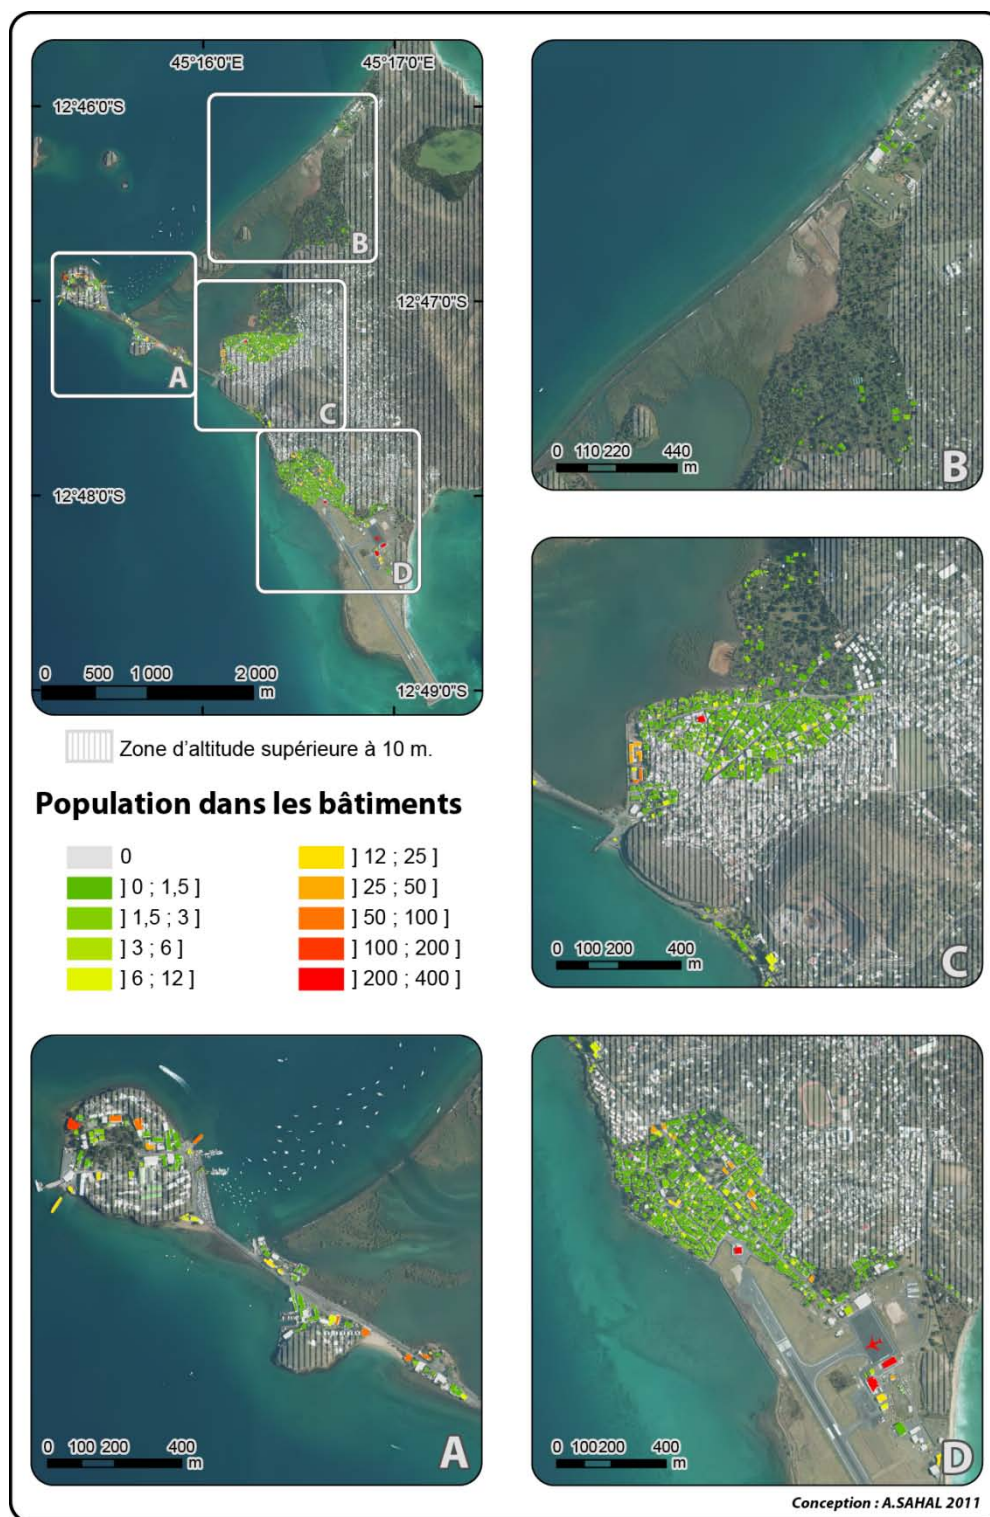 45°16'0"E
45°17'0"E
12°46'0"S
12°47'0"S
12°48'0"S
12°49'0"S
A
B
C
D
0 500 1 000 2 000
m
Zone d'altitude supérieure à 10 m.
Population dans les bâtiments
0
] 0 ; 1,5 ]
] 1,5 ; 3 ]
] 3 ; 6 ]
] 6 ; 12 ]
] 12 ; 25 ]
] 25 ; 50 ]
] 50 ; 100 ]
] 100 ; 200 ]
] 200 ; 400 ]
0 110 220 440
m
B
0 100 200 400
m
C
0 100 200 400
m
A
0 100 200 400
m
D
Conception : A.SAHAL 2011